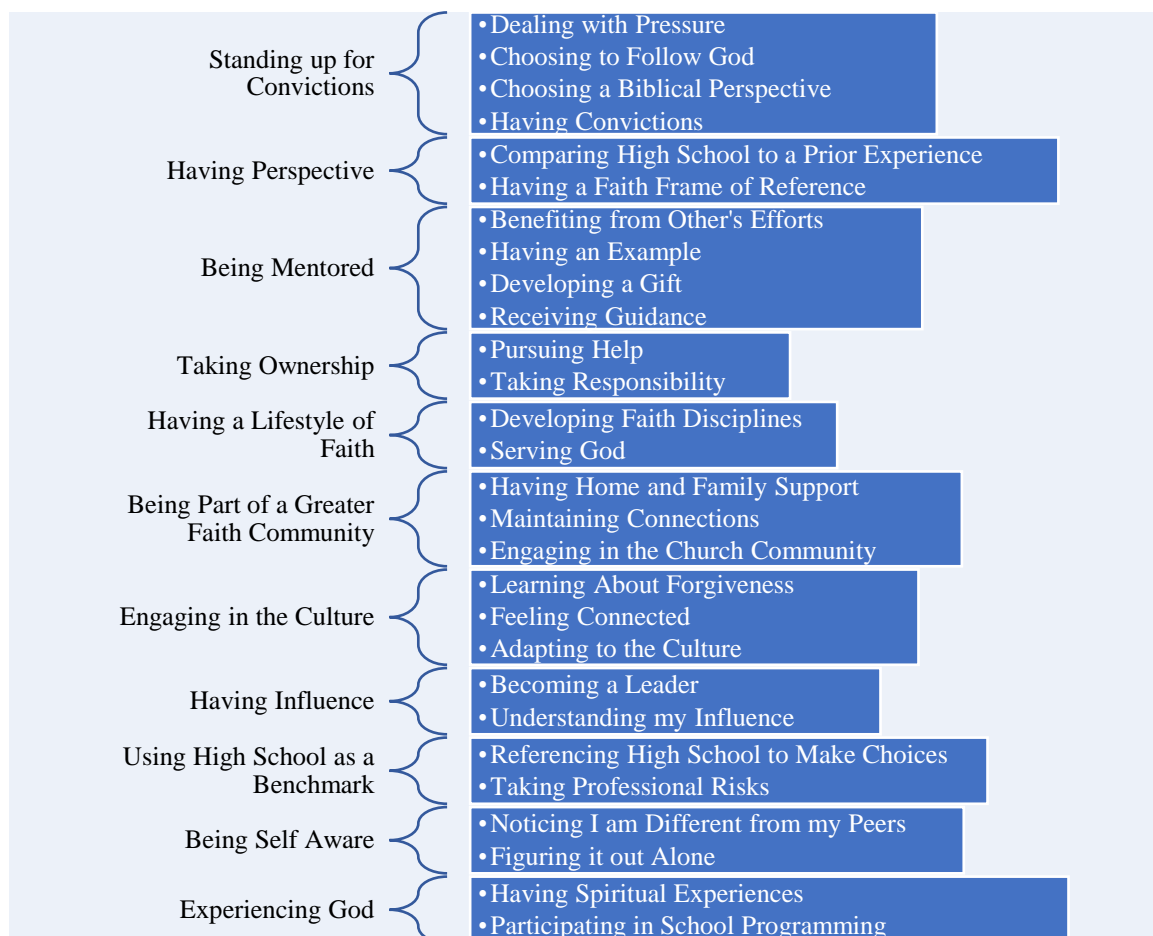 Standing up for
Convictions
•Dealing with Pressure
•Choosing to Follow God
•Choosing a Biblical Perspective
•Having Convictions
Having Perspective
•Comparing High School to a Prior Experience
•Having a Faith Frame of Reference
Being Mentored
•Benefiting from Other's Efforts
•Having an Example
•Developing a Gift
•Receiving Guidance
Taking Ownership
•Pursuing Help
•Taking Responsibility
Having a Lifestyle of
Faith
•Developing Faith Disciplines
•Serving God
Being Part of a Greater
Faith Community
•Having Home and Family Support
•Maintaining Connections
•Engaging in the Church Community
Engaging in the Culture
•Learning About Forgiveness
•Feeling Connected
•Adapting to the Culture
Having Influence
•Becoming a Leader
•Understanding my Influence
Using High School as a
Benchmark
•Referencing High School to Make Choices
•Taking Professional Risks
Being Self Aware
•Noticing I am Different from my Peers
•Figuring it out Alone
Experiencing God
•Having Spiritual Experiences
•Participating in School Programming